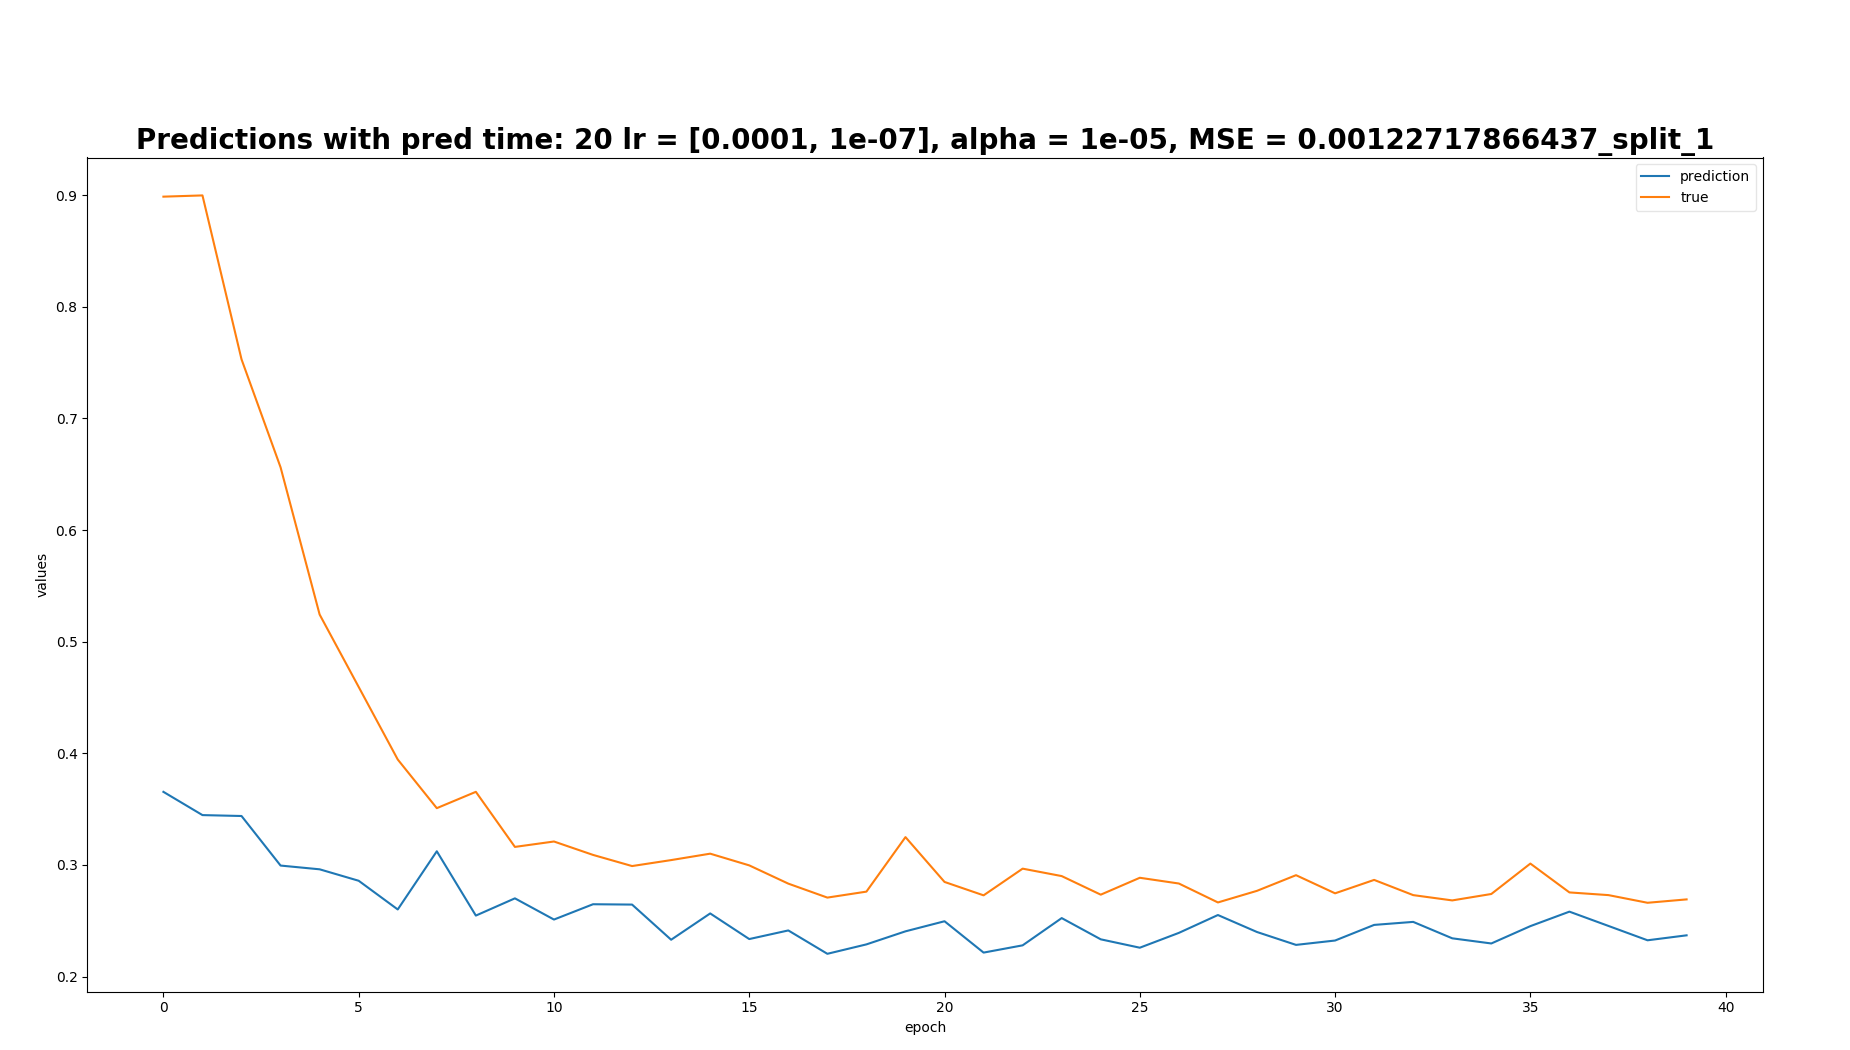 Predictions with pred time: 20 lr = [0.0001, 1e-07], alpha = 1e-05, MSE = 0.00122717866437_split_1
prediction
true
0.9
0.8
0.7
0.6
0.5
0.4
0.3
0.2
values
0 5 10 15 20 25 30 35 40
epoch